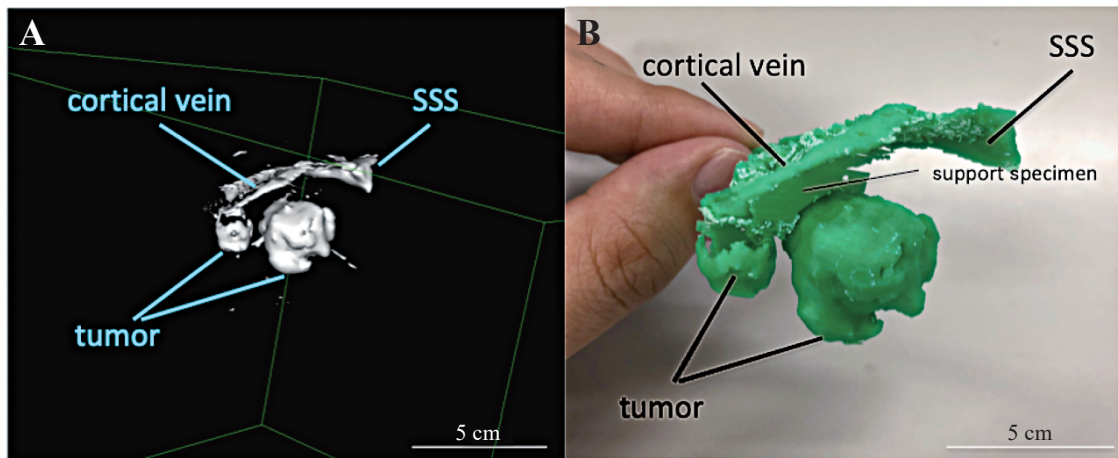 A
cortical vein
SSS
tumor
5 cm
B
cortical vein
SSS
support specimen
tumor
5 cm